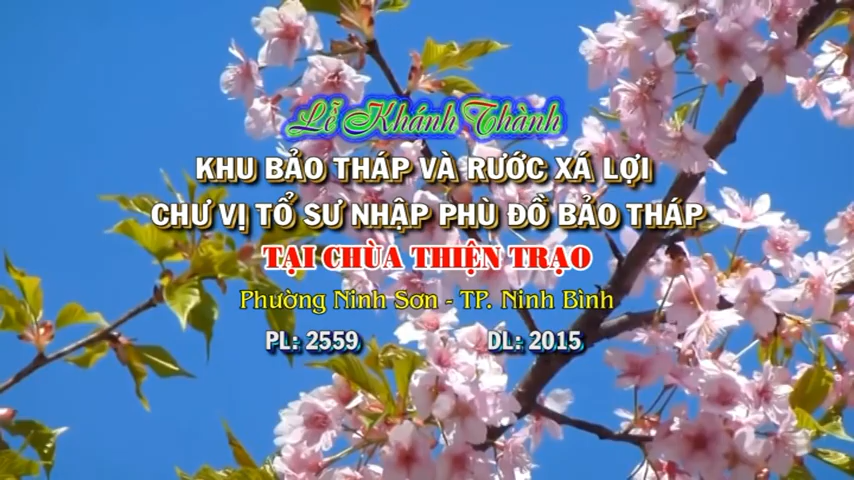 Lễ Khánh Thành
KHU BẢO THÁP VÀ RƯỚC XÁ LỢI
CHƯ VỊ TỔ SƯ NHẬP PHÙ ĐỒ BẢO THÁP
TẠI CHÙA THIỆN TRẠO
Phường Ninh Sơn - TP. Ninh Bình
PL: 2559 DL: 2015